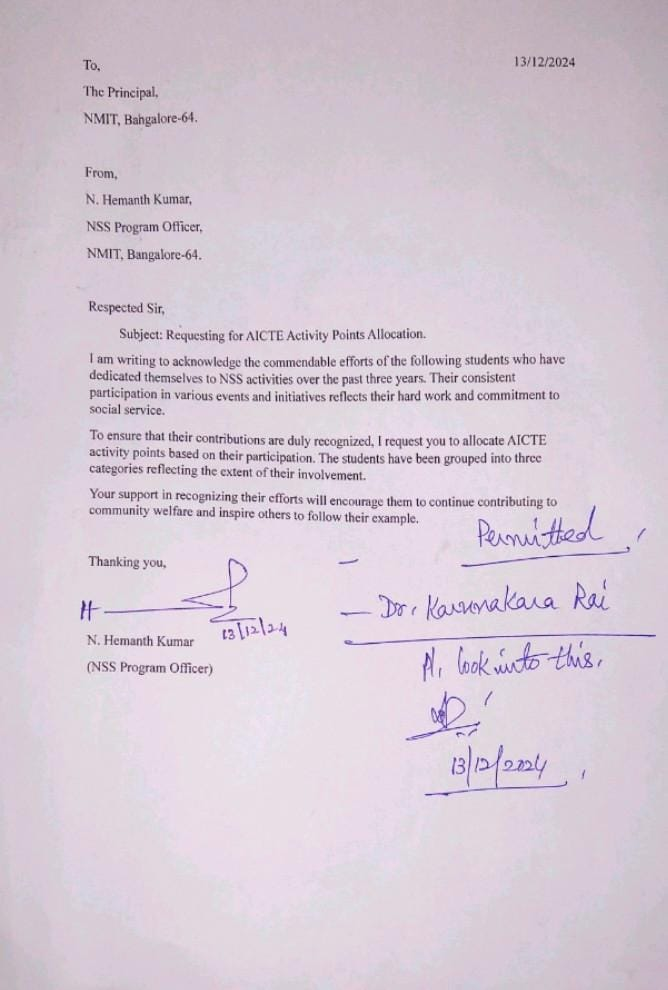 13/12/2024
To,
The Principal,
NMIT, Bahgalore-64.
From,
N. Hemanth Kumar,
NSS Program Officer,
NMIT, Bangalore-64.
Respected Sir,
Subject: Requesting for AICTE Activity Points Allocation.
I am writing to acknowledge the commendable efforts of the following students who have
dedicated themselves to NSS activities over the past three years. Their consistent
participation in various events and initiatives reflects their hard work and commitment to
social service.
To ensure that their contributions are duly recognized, I request you to allocate AICTE
activity points based on their participation. The students have been grouped into three
categories reflecting the extent of their involvement.
Your support in recognizing their efforts will encourage them to continue contributing to
community welfare and inspire others to follow their example.
Thanking you,
13/12/24
N. Hemanth Kumar
(NSS Program Officer)
Permitted
– Dr. Karunakara Rai
Pl. look into this.
13/12/2024